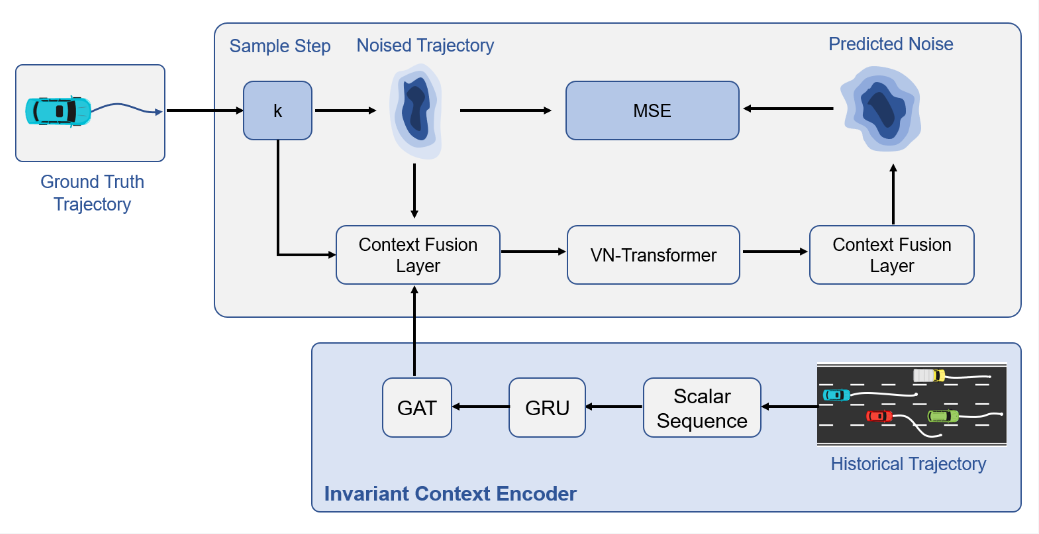 Sample Step
Noised Trajectory
Predicted Noise
k
MSE
Ground Truth
Trajectory
Context Fusion
Layer
VN-Transformer
Context Fusion
Layer
GAT
GRU
Scalar
Sequence
Historical Trajectory
Invariant Context Encoder